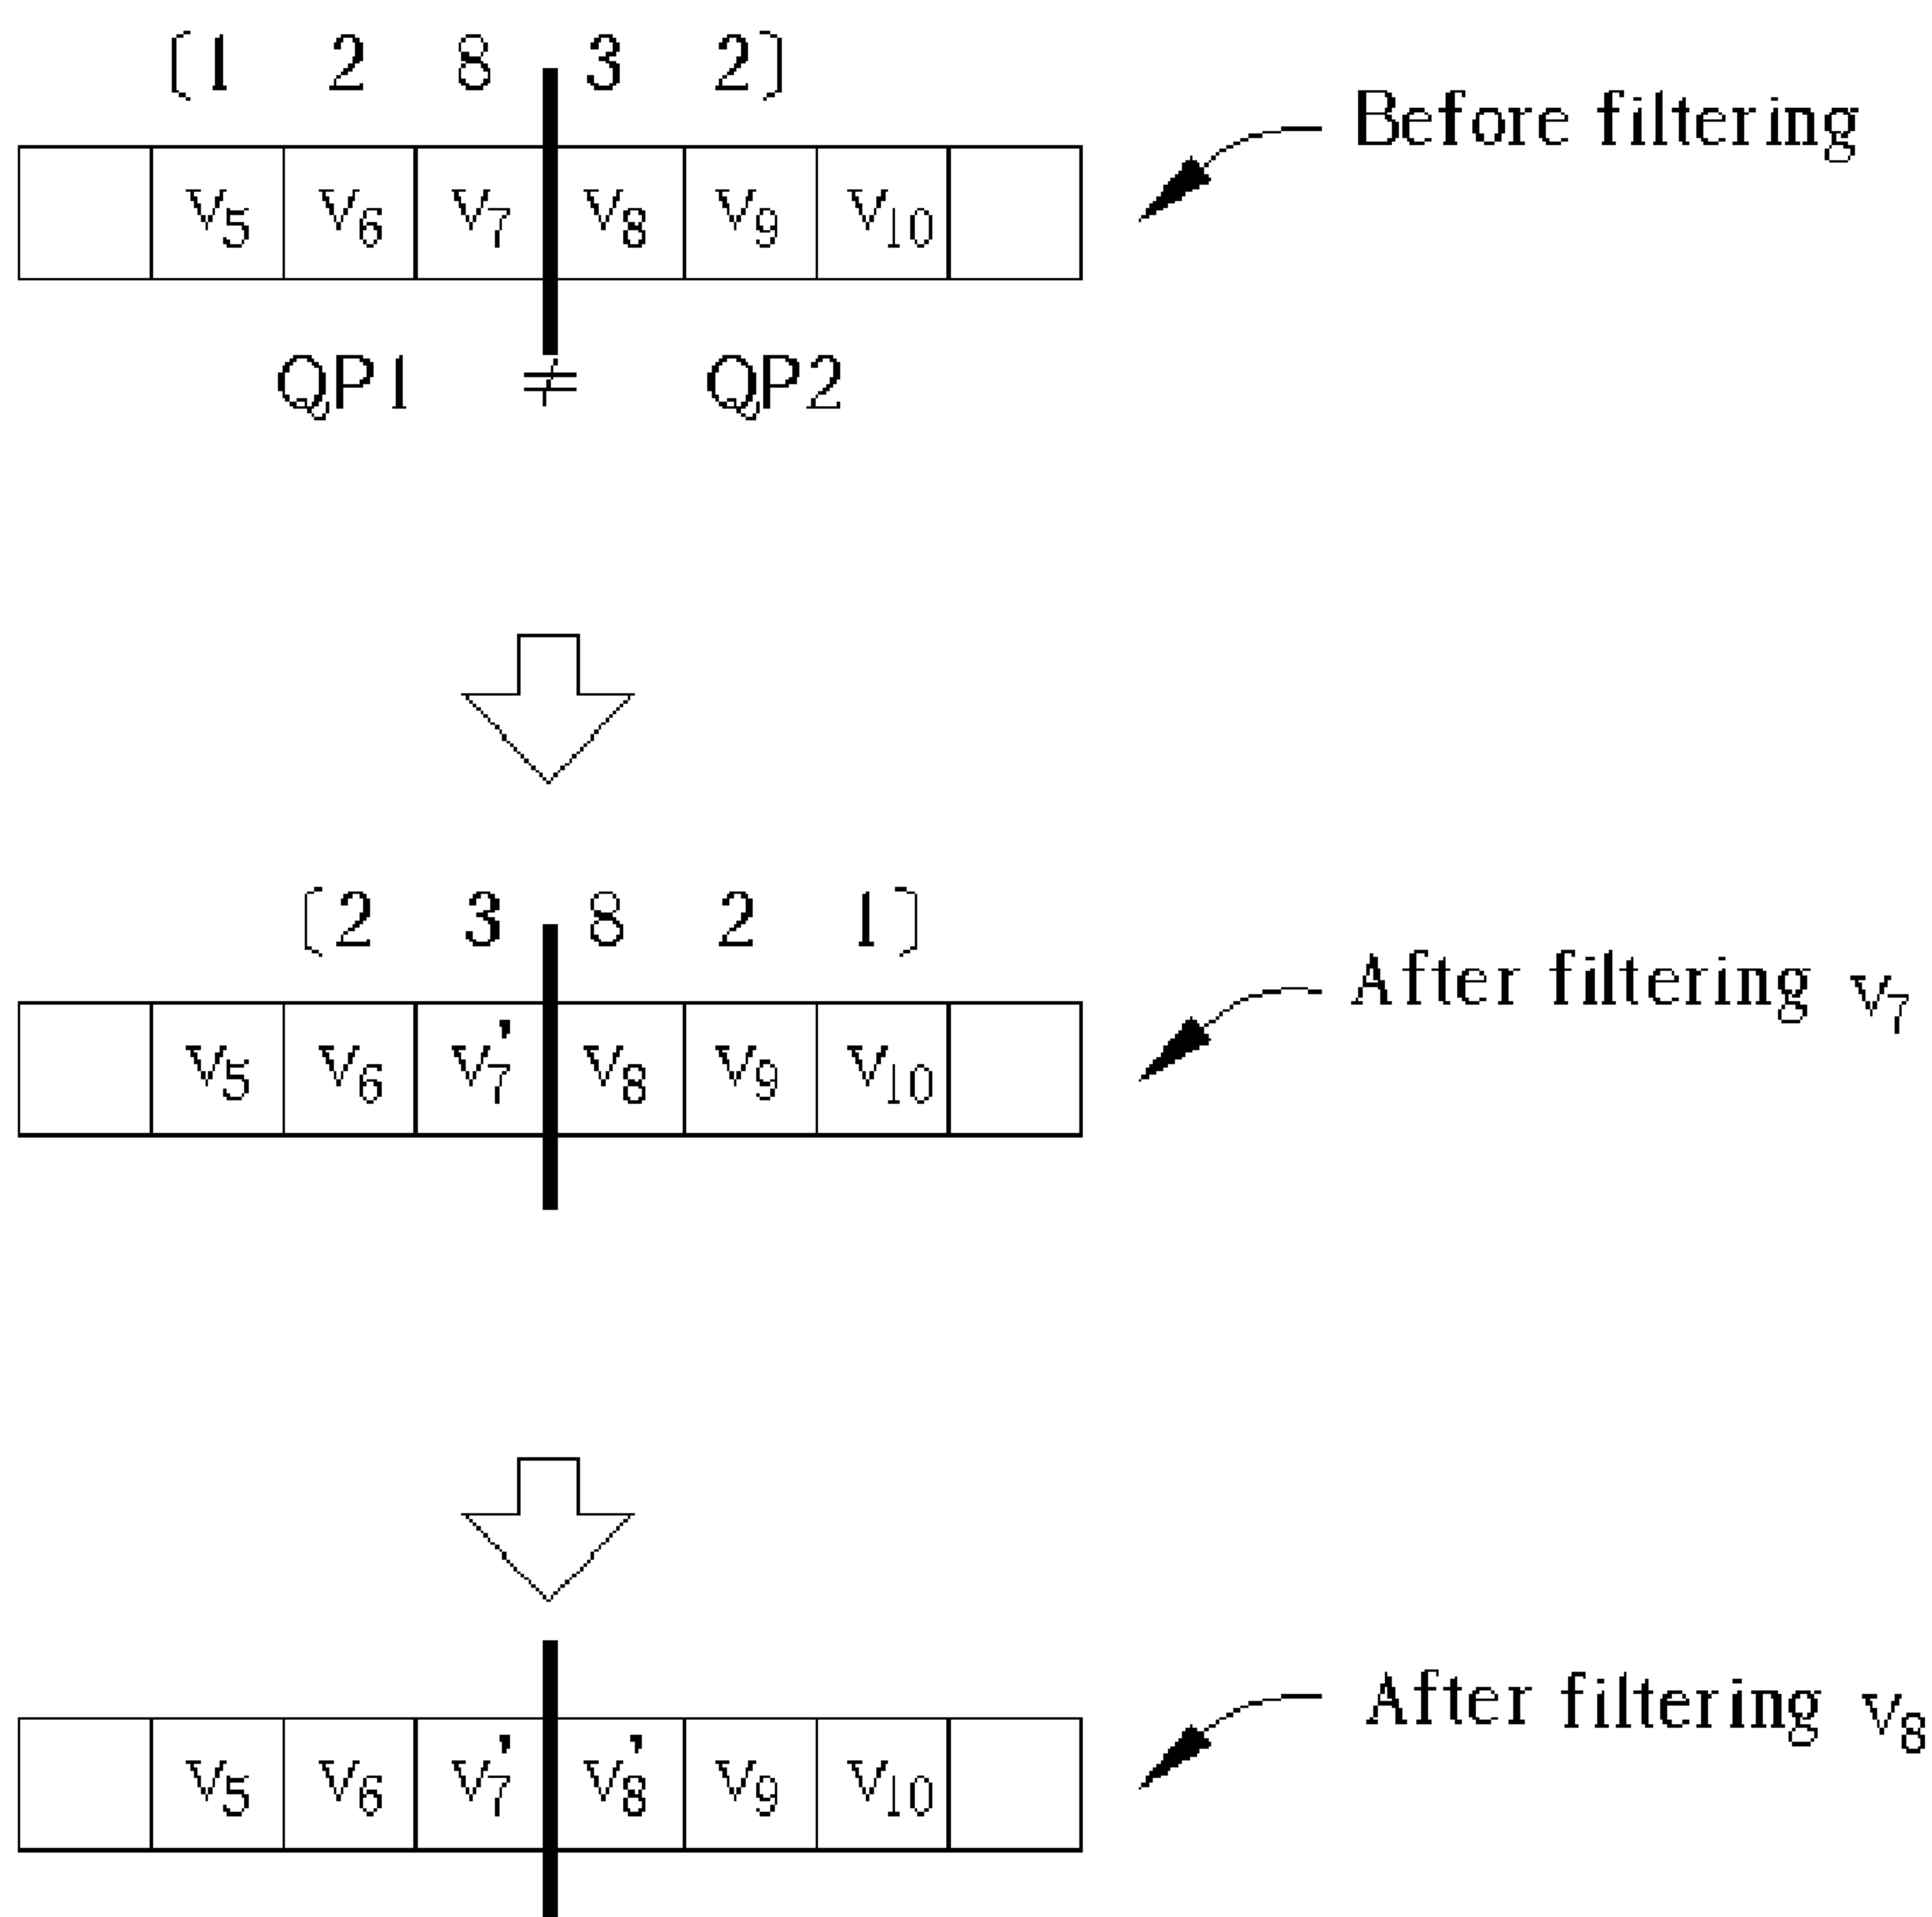 [1 2 8 3 2]
Before filtering
v5 v6 v7 v8 v9 v10
QP1 ≠ QP2
[2 3 8 2 1]
After filtering v7
v5 v6 v7' v8 v9 v10
After filtering v8
v5 v6 v7' v8' v9 v10